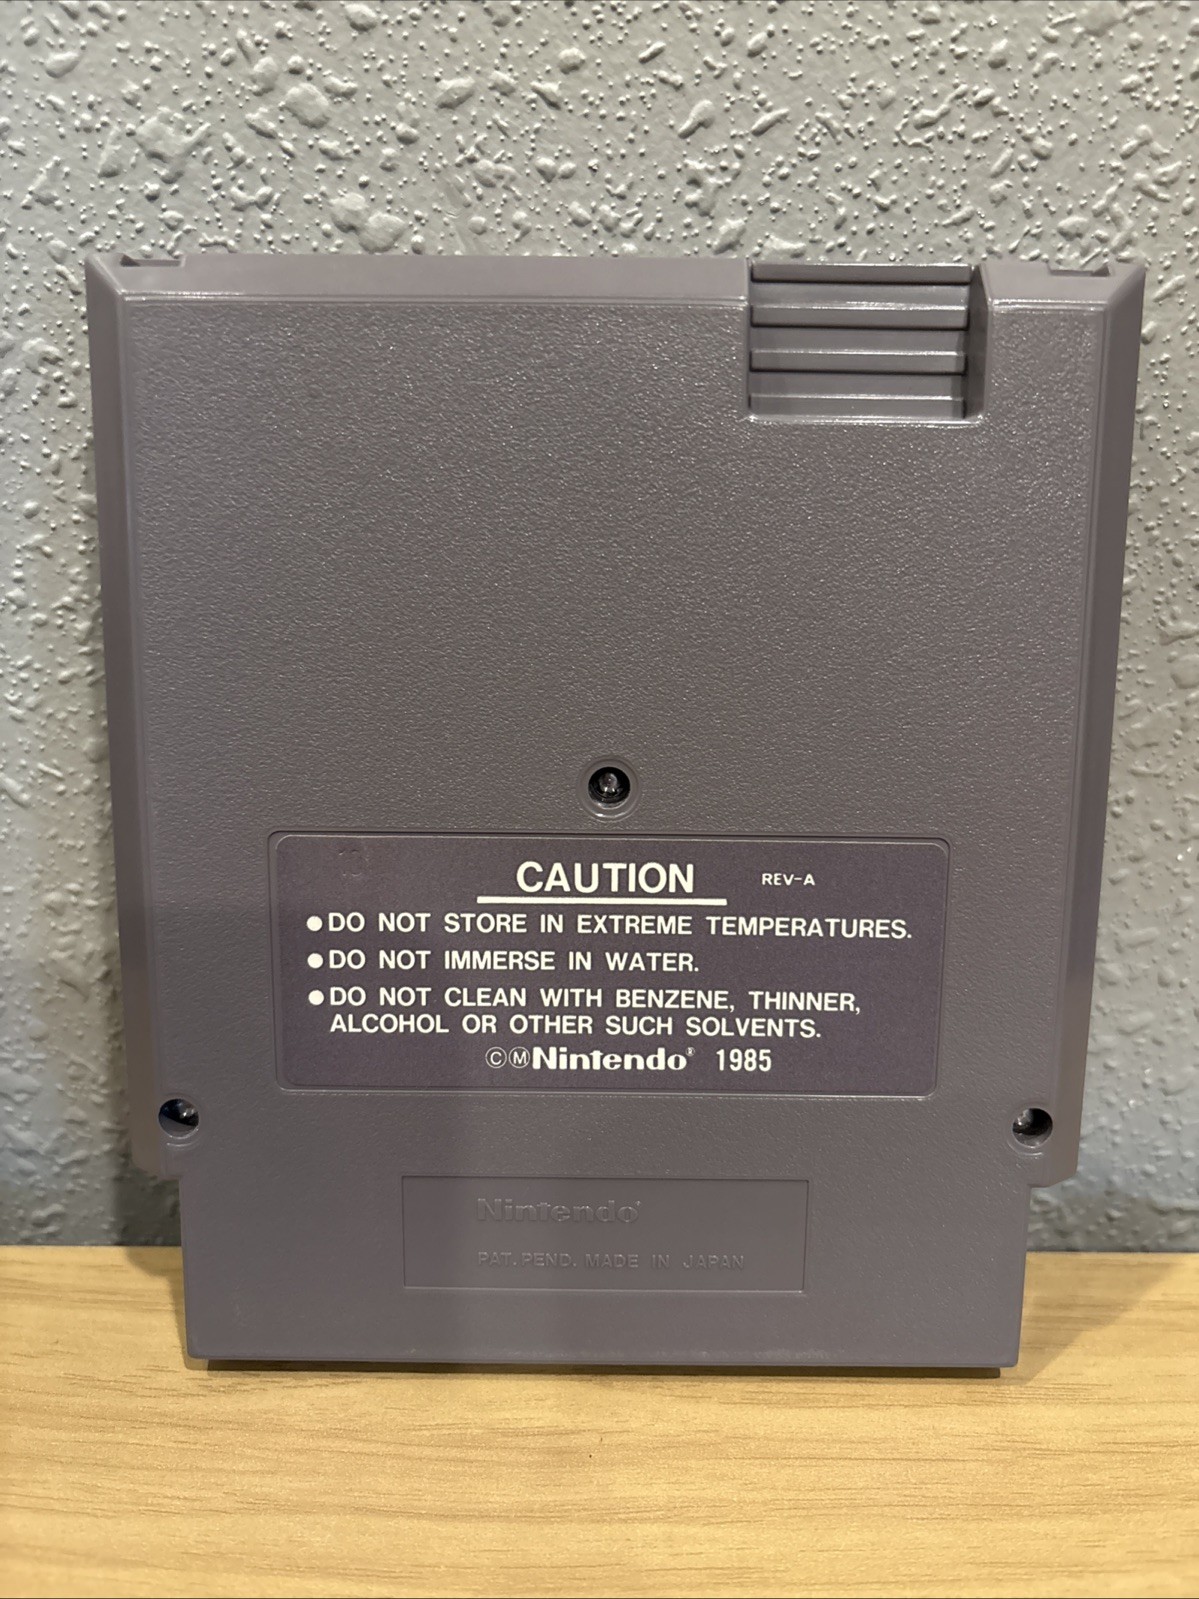 CAUTION REV-A
●DO NOT STORE IN EXTREME TEMPERATURES.
●DO NOT IMMERSE IN WATER.
●DO NOT CLEAN WITH BENZENE, THINNER,
ALCOHOL OR OTHER SUCH SOLVENTS.
©ⓂNintendo® 1985
Nintendo®
PAT. PEND. MADE IN JAPAN